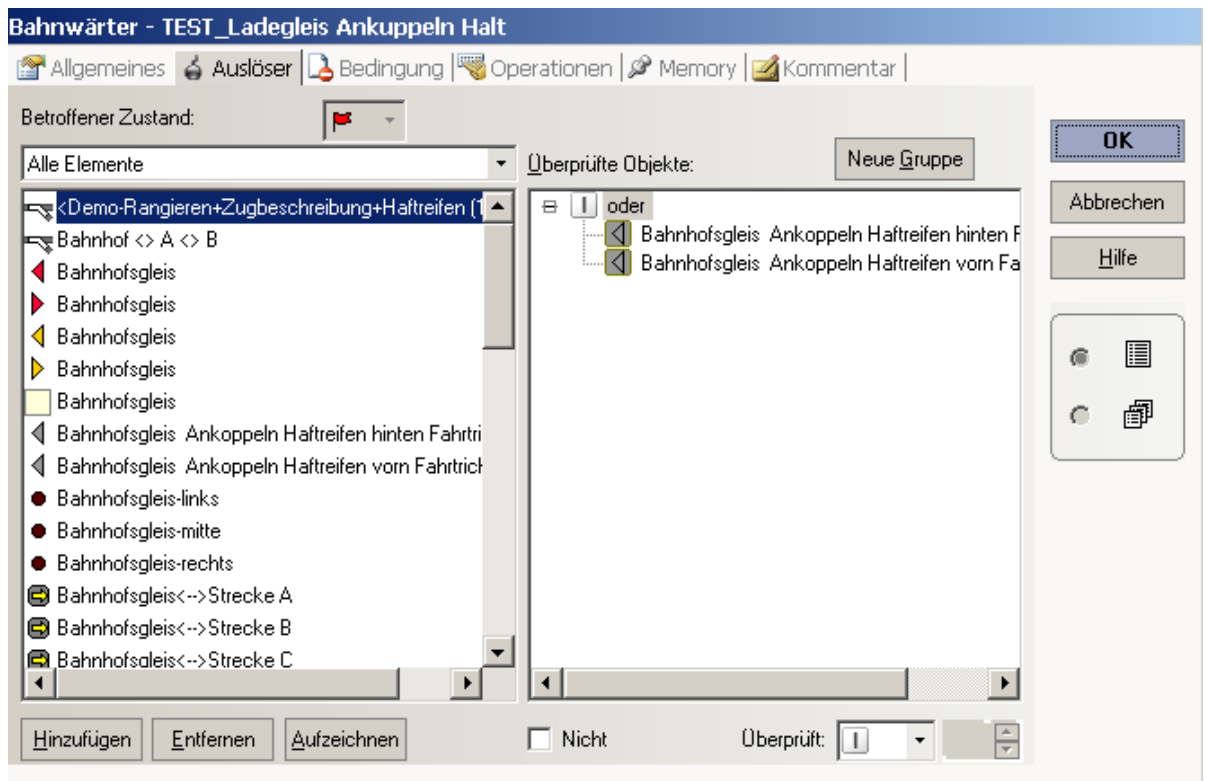 Bahnwärter - TEST_Ladegleis Ankuppeln Halt
Allgemeines Auslöser Bedingung Operationen Memory Kommentar
Betroffener Zustand:
Alle Elemente
Überprüfte Objekte:
Neue Gruppe
<Demo-Rangieren+Zugbeschreibung+Haftreifen (1
Bahnhof <> A <> B
Bahnhofsgleis
Bahnhofsgleis
Bahnhofsgleis
Bahnhofsgleis
Bahnhofsgleis
Bahnhofsgleis Ankoppeln Haftreifen hinten Fahrtri
Bahnhofsgleis Ankoppeln Haftreifen vorn Fahrtrich
Bahnhofsgleis-links
Bahnhofsgleis-mitte
Bahnhofsgleis-rechts
Bahnhofsgleis<-->Strecke A
Bahnhofsgleis<-->Strecke B
Bahnhofsgleis<-->Strecke C
oder
Bahnhofsgleis Ankoppeln Haftreifen hinten F
Bahnhofsgleis Ankoppeln Haftreifen vorn Fa
OK
Abbrechen
Hilfe
Hinzufügen Entfernen Aufzeichnen
Nicht
Überprüft: